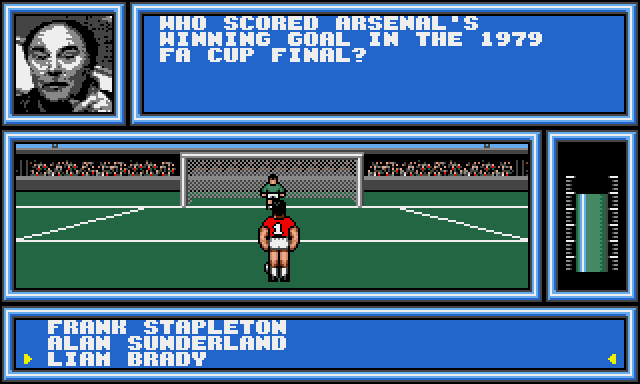 WHO SCORED ARSENAL'S
WINNING GOAL IN THE 1979
FA CUP FINAL?
1
FRANK STAPLETON
ALAN SUNDERLAND
LIAM BRADY